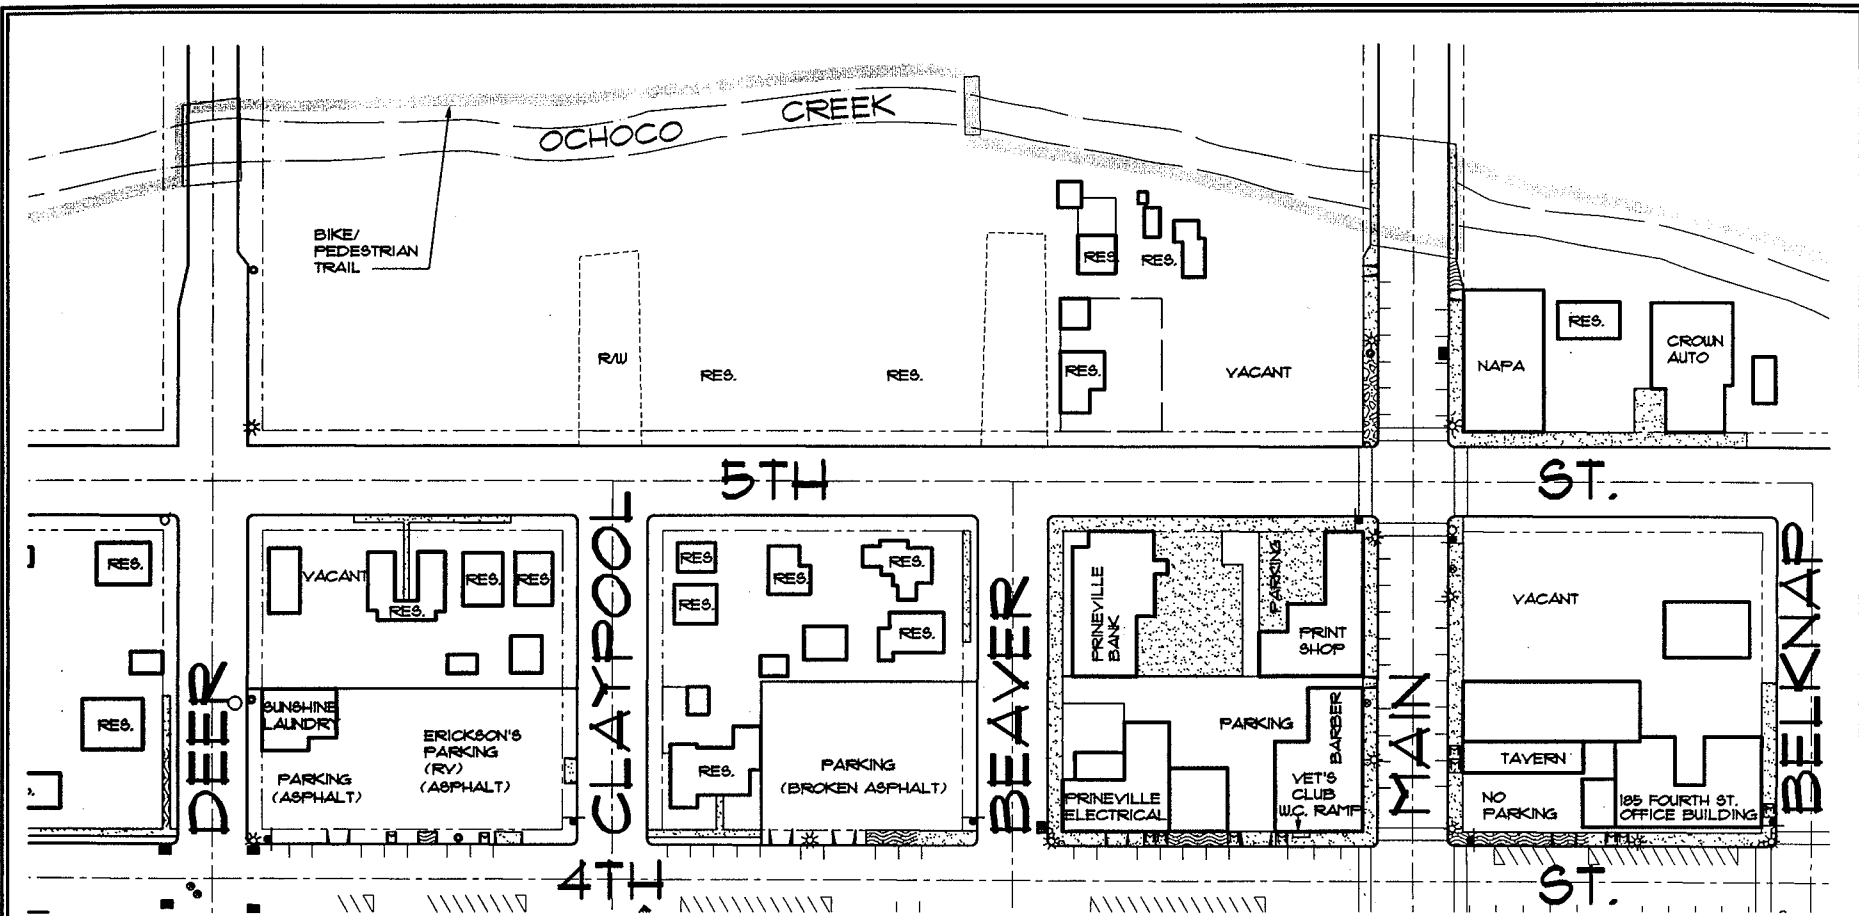 OCHOCO CREEK
BIKE/
PEDESTRIAN
TRAIL
RES.
RES.
R/W
RES.
RES.
RES.
VACANT
NAPA
RES.
CROWN
AUTO
5TH ST.
RES.
VACANT
RES.
RES.
RES
RES
RES.
RES.
RES.
RES.
PRINEVILLE
BANK
PARKING
PRINT
SHOP
VACANT
DEER
CLAYPOOL
BEAVER
MAIN
BELKNAP
RES.
SUNSHINE
LAUNDRY
PARKING
(ASPHALT)
ERICKSON'S
PARKING
(RV)
(ASPHALT)
RES.
PARKING
(BROKEN ASPHALT)
PRINEVILLE
ELECTRICAL
PARKING
BARBER
VET'S
CLUB
W.C. RAMP
TAVERN
NO
PARKING
185 FOURTH ST.
OFFICE BUILDING
4TH ST.